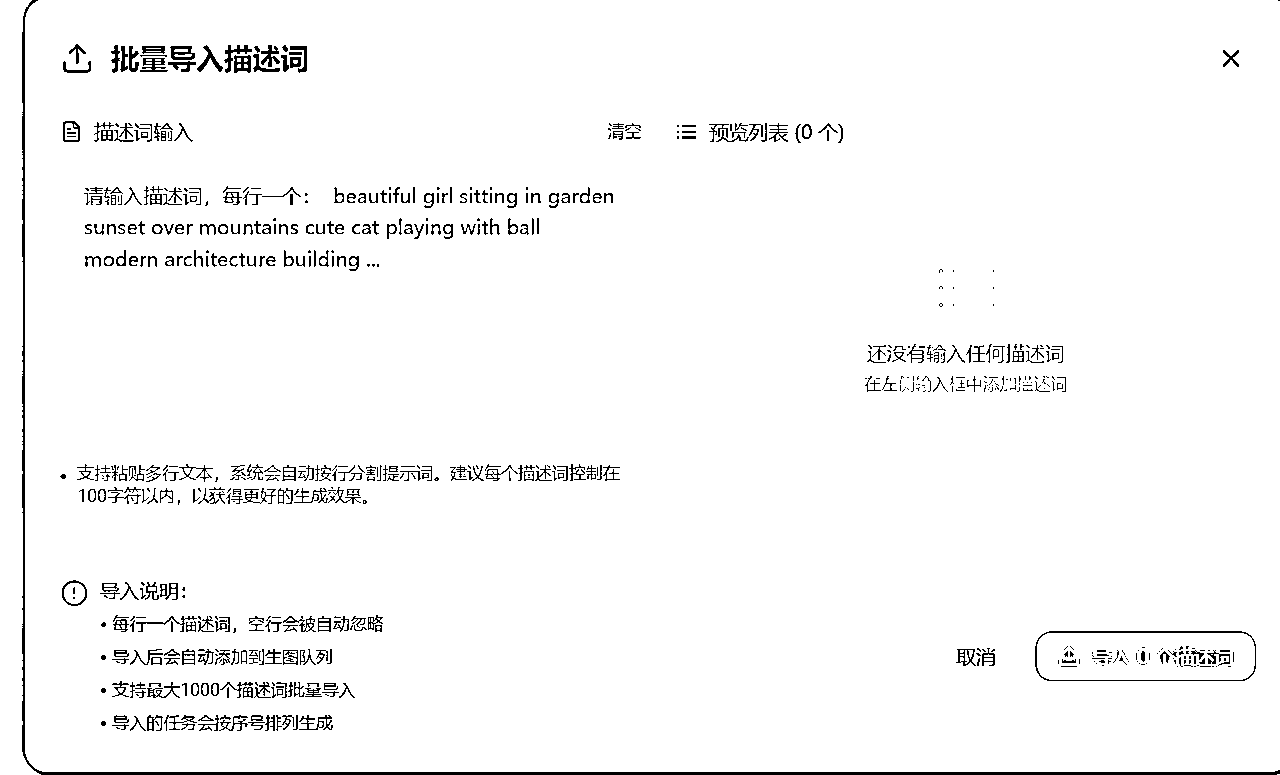 批量导入描述词
描述词输入
清空
预览列表 (0 个)
请输入描述词，每行一个： beautiful girl sitting in garden
sunset over mountains cute cat playing with ball
modern architecture building ...
还没有输入任何描述词
在左侧输入框中添加描述词
• 支持粘贴多行文本，系统会自动按行分割提示词。建议每个描述词控制在
100字符以内，以获得更好的生成效果。
导入说明：
• 每行一个描述词，空行会被自动忽略
• 导入后会自动添加到生图队列
• 支持最大1000个描述词批量导入
• 导入的任务会按序号排列生成
取消
导入 0 个描述词